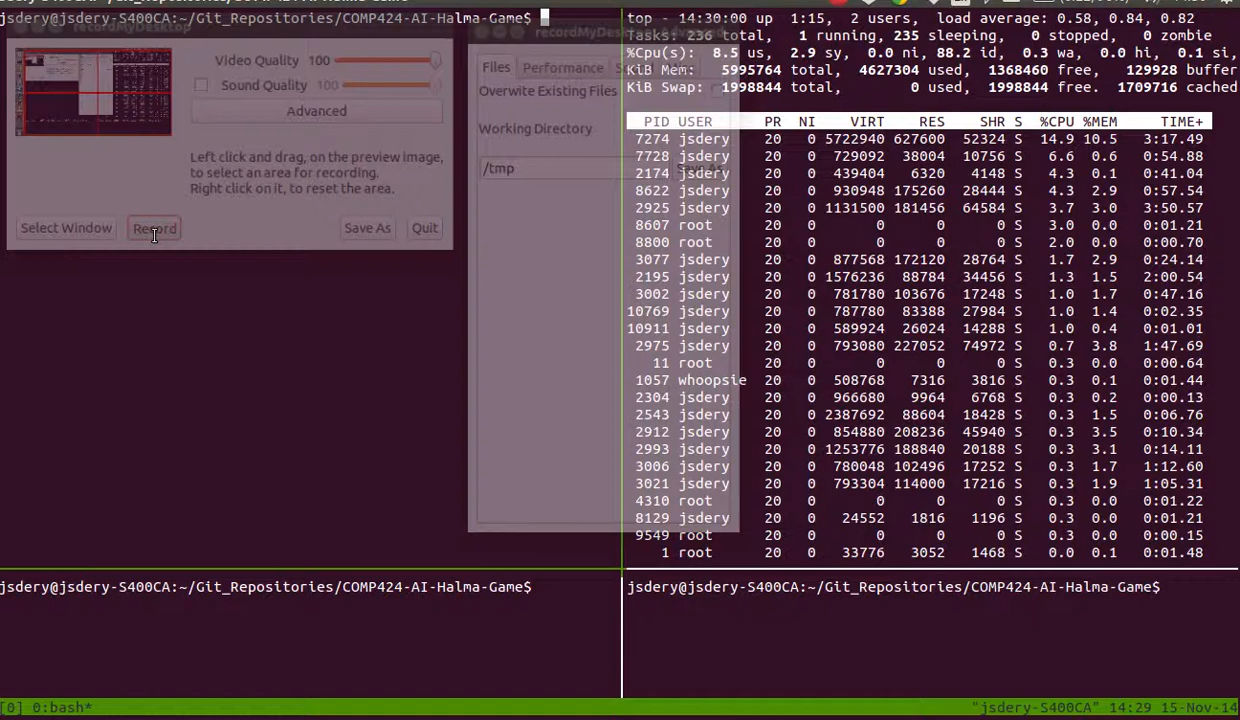 jsdery@jsdery-S400CA:~/Git_Repositories/COMP424-AI-Halma-Game$
recordMyDesktop
Video Quality 100
Sound Quality 100
Advanced
Left click and drag, on the preview image,
to select an area for recording.
Right click on it, to reset the area.
Select Window Record Save As Quit
recordMyDesktop - Advanced
Files Performance
Overwite Existing Files
Working Directory
/tmp Save As
top - 14:30:00 up 1:15, 2 users, load average: 0.58, 0.84, 0.82
Tasks: 236 total, 1 running, 235 sleeping, 0 stopped, 0 zombie
%Cpu(s): 8.5 us, 2.9 sy, 0.0 ni, 88.2 id, 0.3 wa, 0.0 hi, 0.1 si,
KiB Mem: 5995764 total, 4627304 used, 1368460 free, 129928 buffer
KiB Swap: 1998844 total, 0 used, 1998844 free. 1709716 cached
PID USER PR NI VIRT RES SHR S %CPU %MEM TIME+
7274 jsdery 20 0 5722940 627600 52324 S 14.9 10.5 3:17.49
7728 jsdery 20 0 729092 38004 10756 S 6.6 0.6 0:54.88
2174 jsdery 20 0 439404 6320 4148 S 4.3 0.1 0:41.04
8622 jsdery 20 0 930948 175260 28444 S 4.3 2.9 0:57.54
2925 jsdery 20 0 1131500 181456 64584 S 3.7 3.0 3:50.57
8607 root 20 0 0 0 0 S 3.0 0.0 0:01.21
8800 root 20 0 0 0 0 S 2.0 0.0 0:00.70
3077 jsdery 20 0 877568 172120 28764 S 1.7 2.9 0:24.14
2195 jsdery 20 0 1576236 88784 34456 S 1.3 1.5 2:00.54
3002 jsdery 20 0 781780 103676 17248 S 1.0 1.7 0:47.16
10769 jsdery 20 0 787780 83388 27984 S 1.0 1.4 0:02.35
10911 jsdery 20 0 589924 26024 14288 S 1.0 0.4 0:01.01
2975 jsdery 20 0 793080 227052 74972 S 0.7 3.8 1:47.69
11 root 20 0 0 0 0 S 0.3 0.0 0:00.64
1057 whoopsie 20 0 508768 7316 3816 S 0.3 0.1 0:01.44
2304 jsdery 20 0 966680 9964 6768 S 0.3 0.2 0:00.13
2543 jsdery 20 0 2387692 88604 18428 S 0.3 1.5 0:06.76
2912 jsdery 20 0 854880 208236 45940 S 0.3 3.5 0:10.34
2993 jsdery 20 0 1253776 188840 20188 S 0.3 3.1 0:14.11
3006 jsdery 20 0 780048 102496 17252 S 0.3 1.7 1:12.60
3021 jsdery 20 0 793304 114000 17216 S 0.3 1.9 1:05.31
4310 root 20 0 0 0 0 S 0.3 0.0 0:01.22
8129 jsdery 20 0 24552 1816 1196 S 0.3 0.0 0:01.21
9549 root 20 0 0 0 0 S 0.3 0.0 0:00.15
1 root 20 0 33776 3052 1468 S 0.0 0.1 0:01.48
jsdery@jsdery-S400CA:~/Git_Repositories/COMP424-AI-Halma-Game$
jsdery@jsdery-S400CA:~/Git_Repositories/COMP424-AI-Halma-Game$
[0] 0:bash* "jsdery-S400CA" 14:29 15-Nov-14